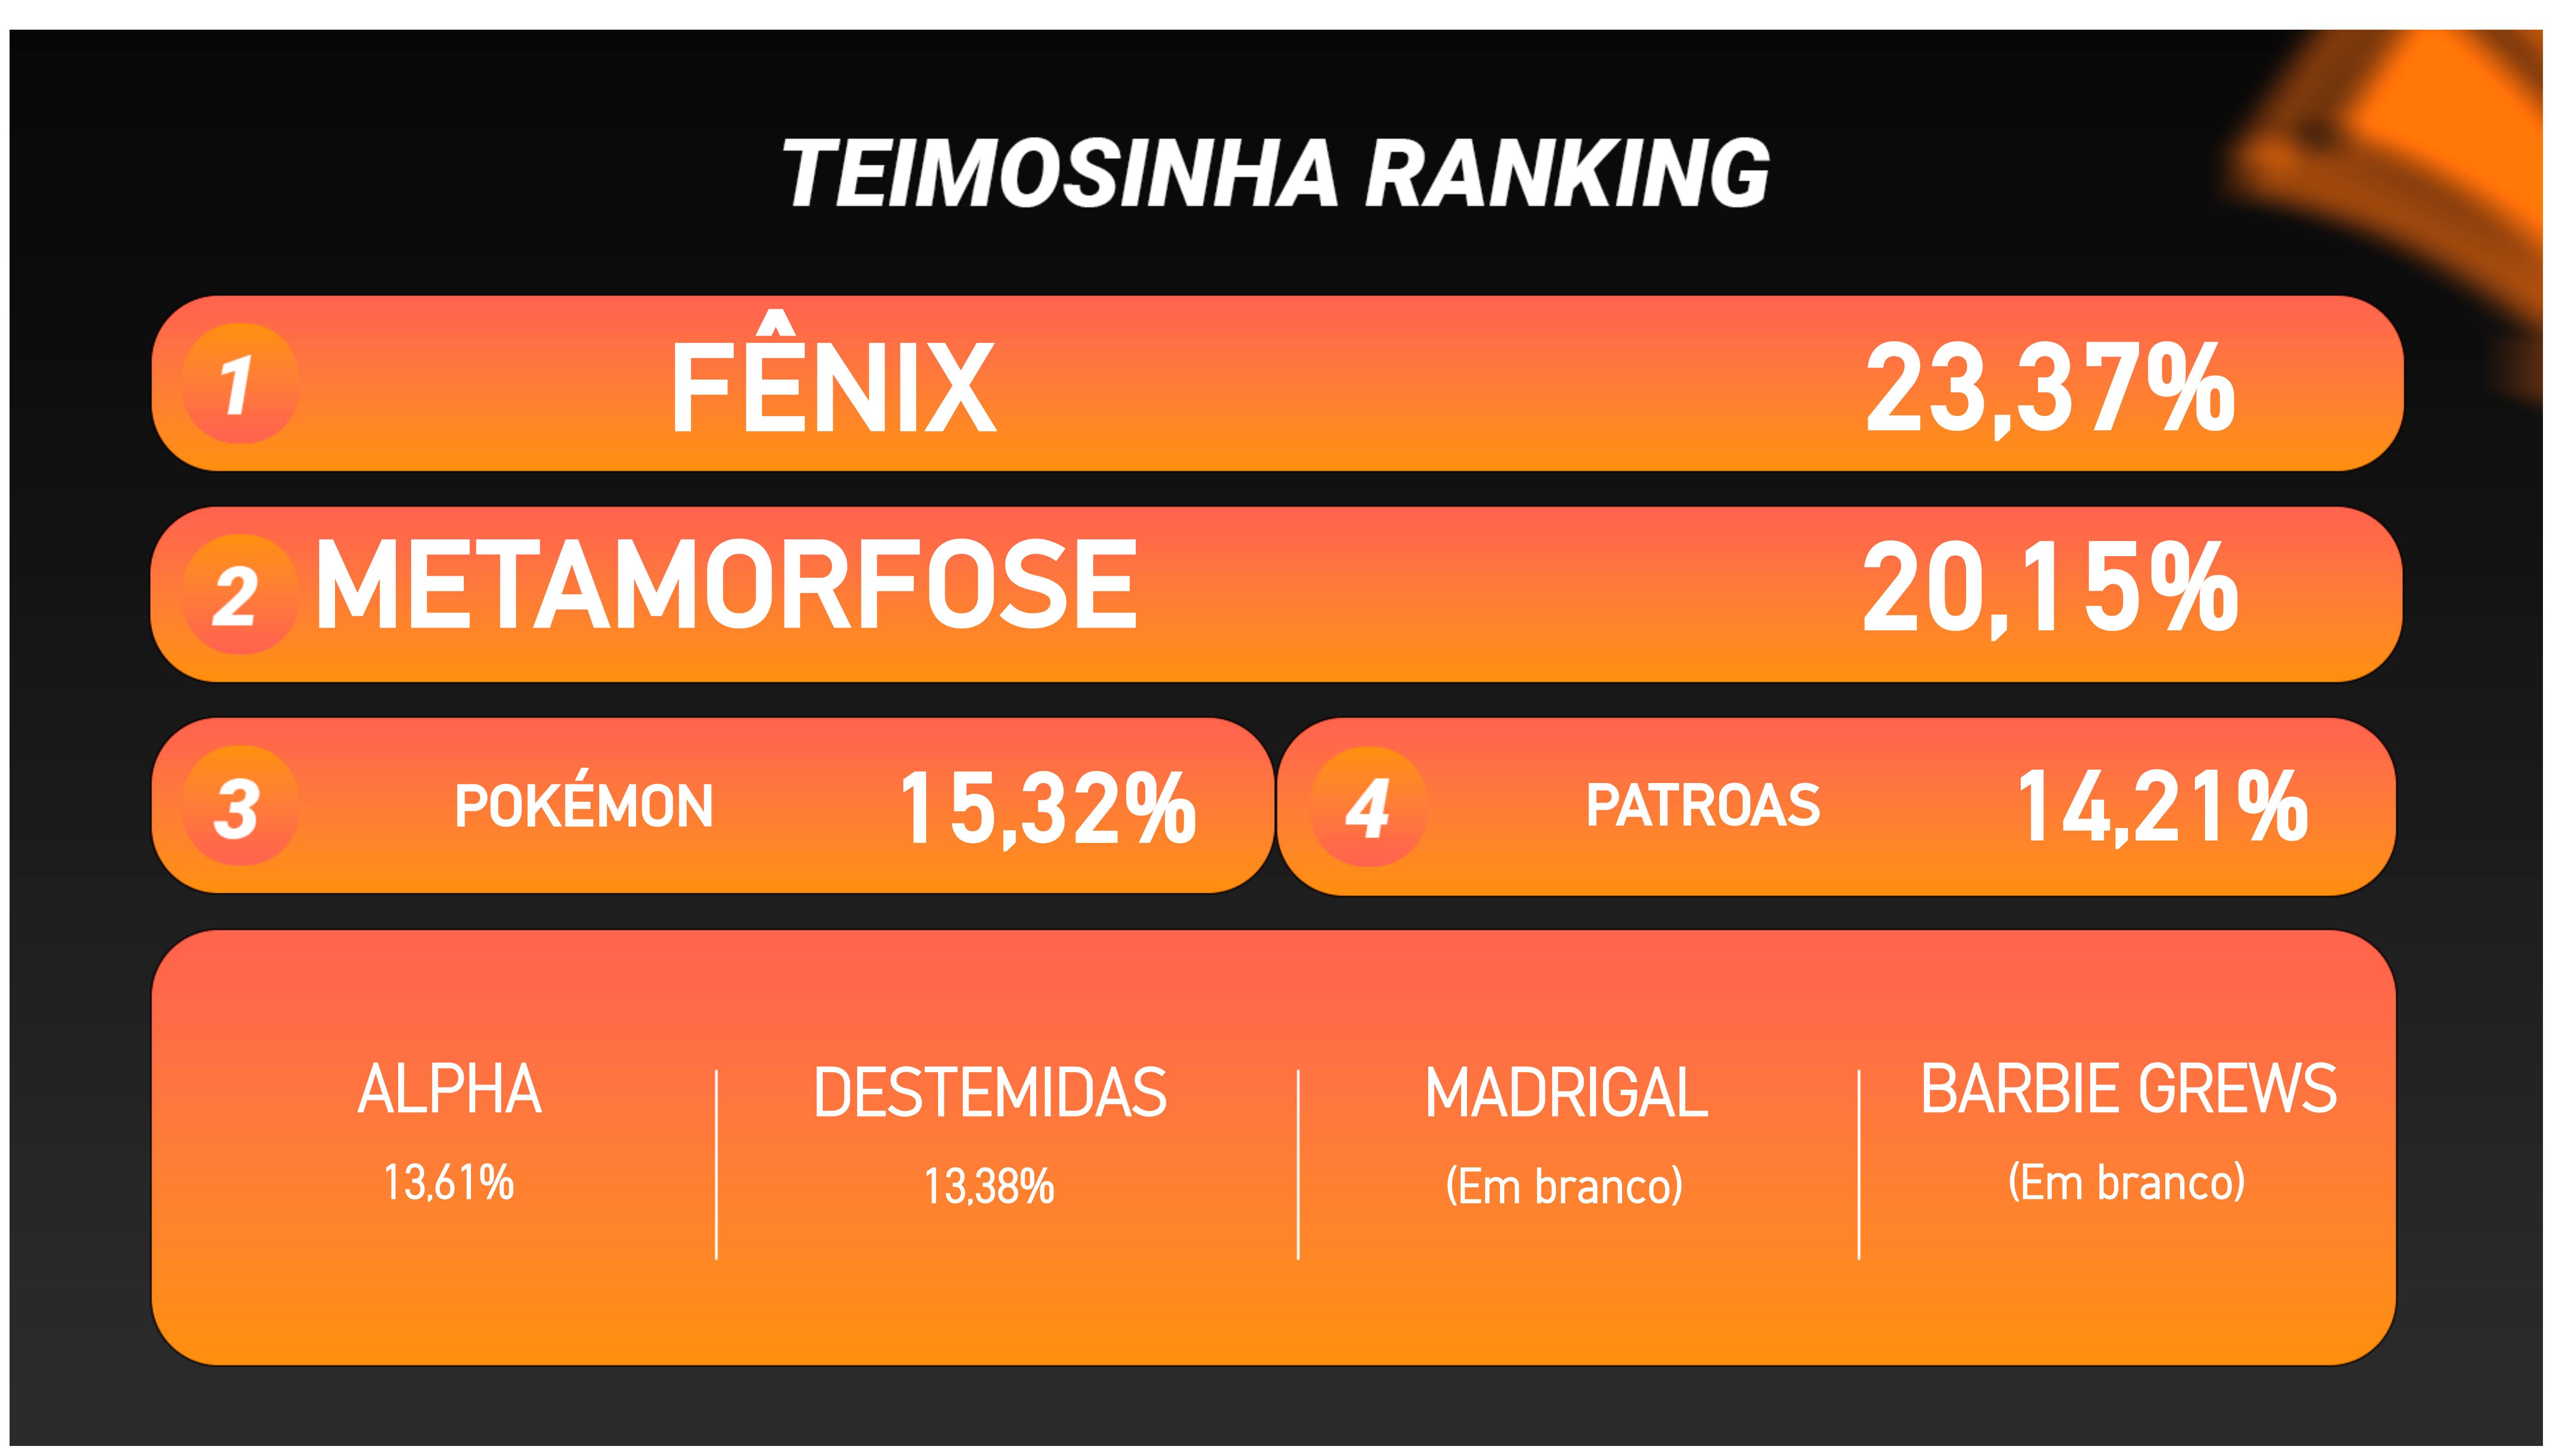 TEIMOSINHA RANKING
1 FÊNIX 23,37%
2 METAMORFOSE 20,15%
3 POKÉMON 15,32%
4 PATROAS 14,21%
ALPHA
13,61%
DESTEMIDAS
13,38%
MADRIGAL
(Em branco)
BARBIE GREWS
(Em branco)